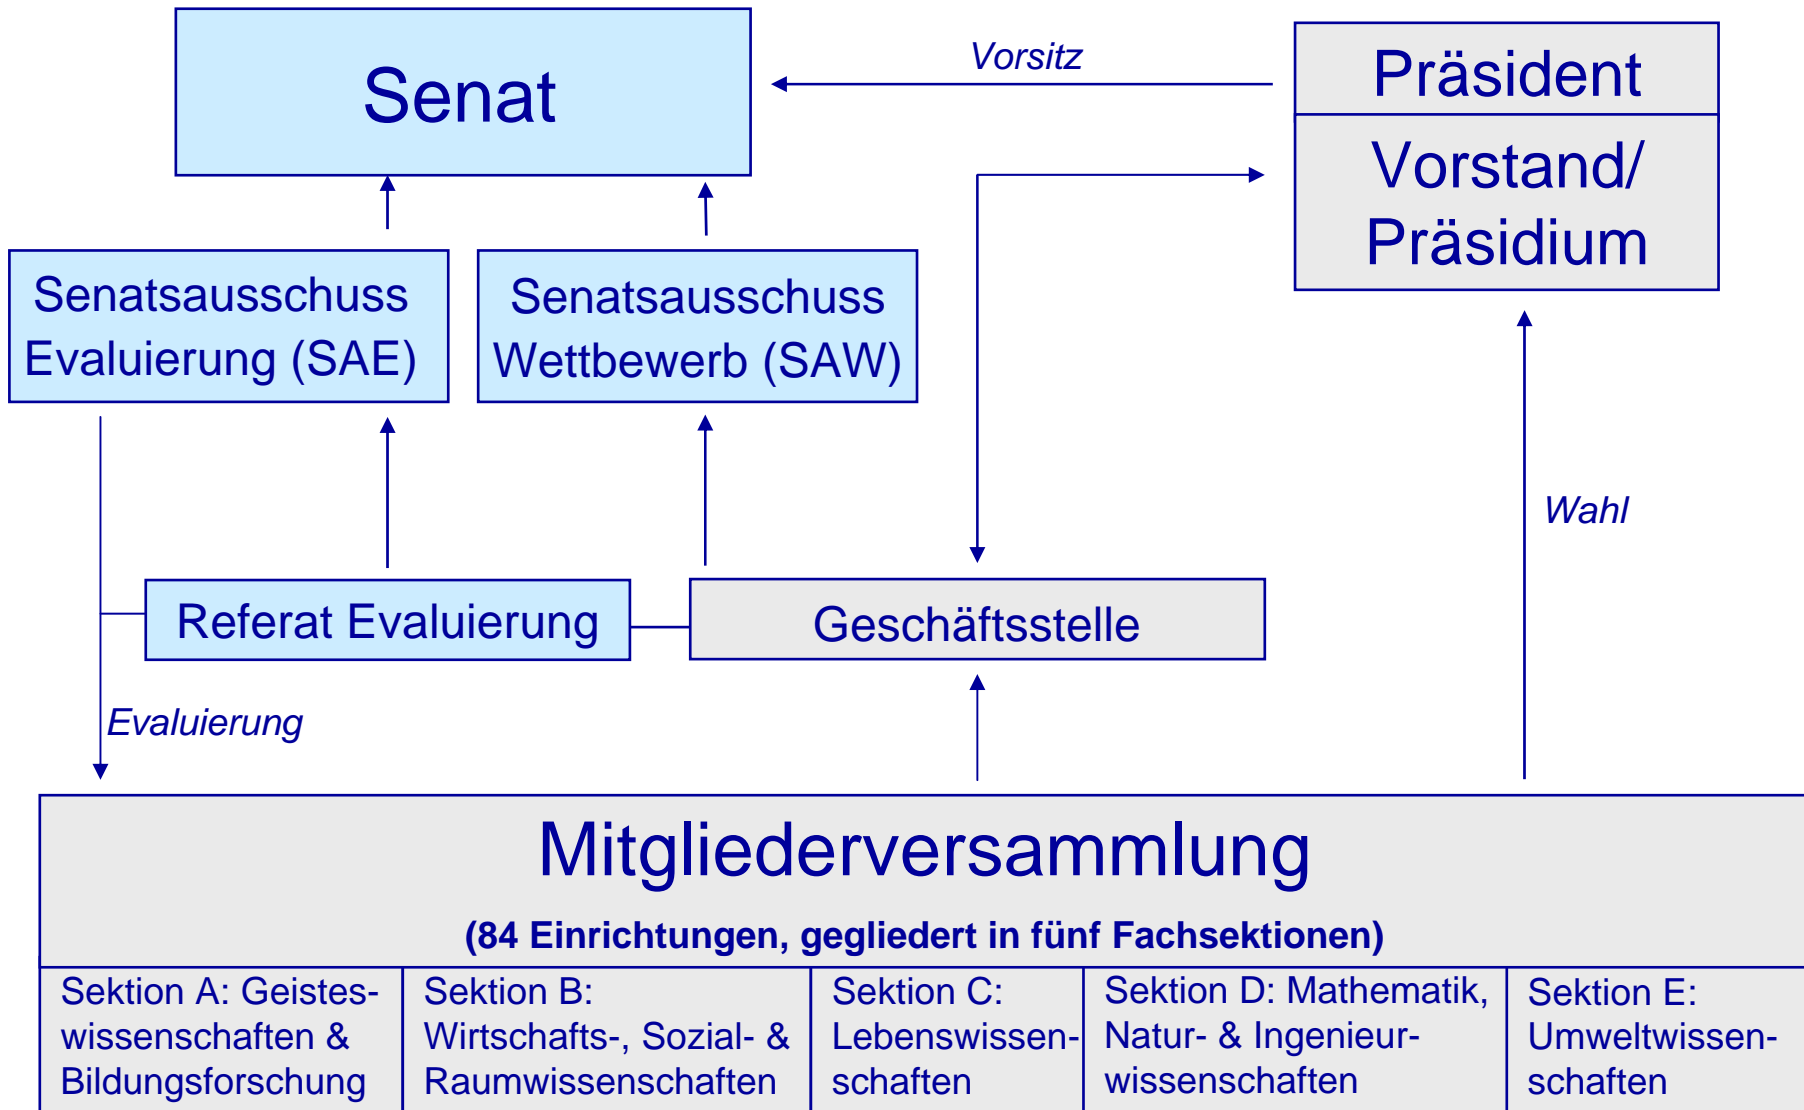 Senat
Vorsitz
Präsident
Vorstand/
Präsidium
Senatsausschuss
Evaluierung (SAE)
Senatsausschuss
Wettbewerb (SAW)
Wahl
Referat Evaluierung
Geschäftsstelle
Evaluierung
Mitgliederversammlung
(84 Einrichtungen, gegliedert in fünf Fachsektionen)
Sektion A: Geistes-
wissenschaften &
Bildungsforschung
Sektion B:
Wirtschafts-, Sozial- &
Raumwissenschaften
Sektion C:
Lebenswissen-
schaften
Sektion D: Mathematik,
Natur- & Ingenieur-
wissenschaften
Sektion E:
Umweltwissen-
schaften